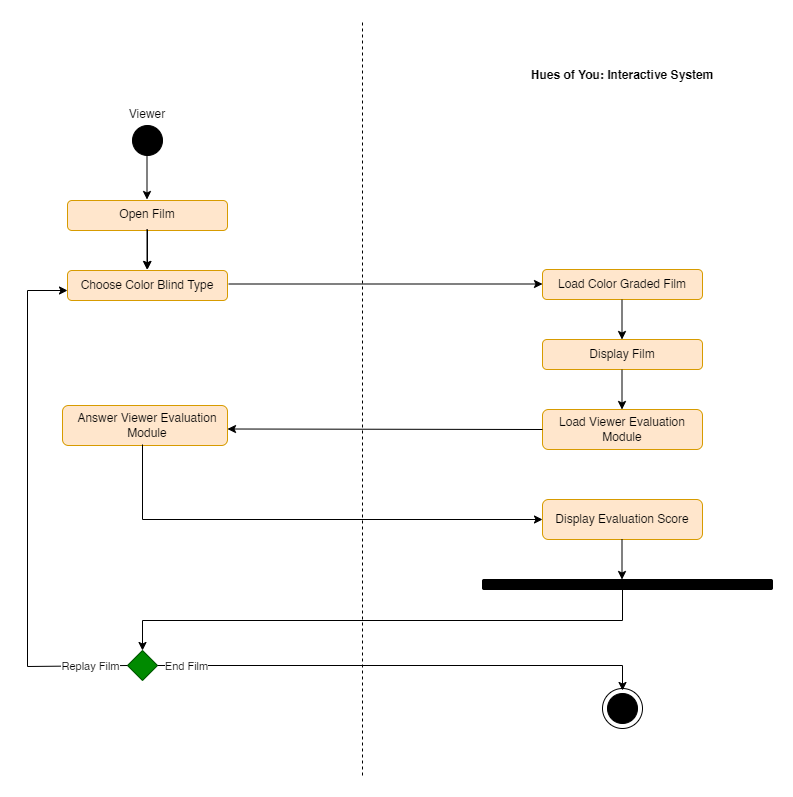 Hues of You: Interactive System
Viewer
Open Film
Choose Color Blind Type
Load Color Graded Film
Display Film
Answer Viewer Evaluation
Module
Load Viewer Evaluation
Module
Display Evaluation Score
Replay Film
End Film